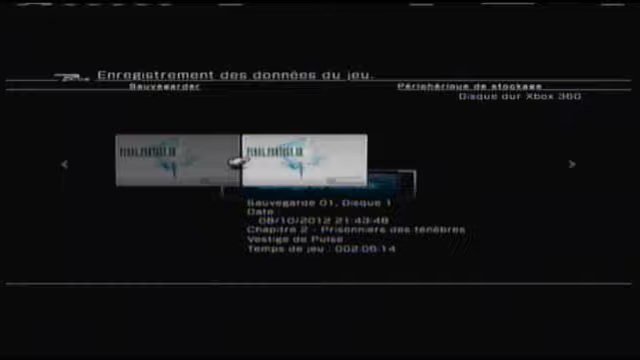 Enregistrement des données du jeu.
Sauvegarder
Périphérique de stockage
Disque dur Xbox 360
FINAL FANTASY XIII
FINAL FANTASY XIII
Sauvegarde 01, Disque 1
Date :
08/10/2012 21:43:48
Chapitre 2 - Prisonniers des ténèbres
Vestige de Pulse
Temps de jeu : 002:06:14